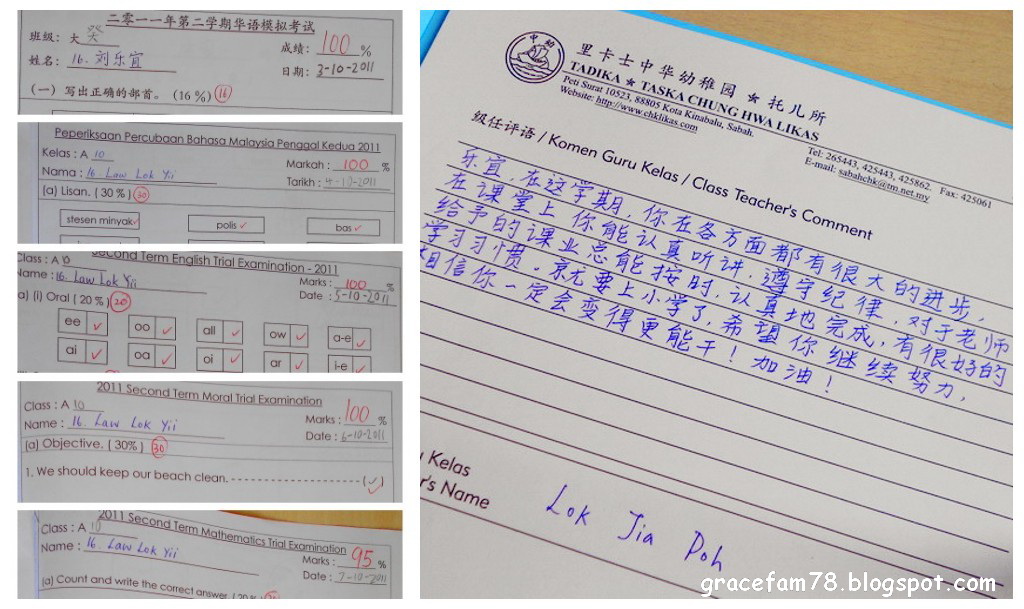 二零一一年第二学期华语模拟考试
班级：大 癸
成绩：100 %
姓名：16. 刘乐宜
日期：3-10-2011
(一) 写出正确的部首。(16 %) 16
Peperiksaan Percubaan Bahasa Malaysia Penggal Kedua 2011
Kelas : A 10
Markah : 100 %
Nama : 16. Law Lok Yii
Tarikh : 4-10-2011
(a) Lisan. ( 30 % ) 30
stesen minyak
polis
bas
Second Term English Trial Examination - 2011
Class : A 10
Marks : 100 %
Name : 16. Law Lok Yii
Date : 5-10-2011
a) (i) Oral ( 20 % ) 20
ee oo all ow a-e
ai oa oi ar i-e
2011 Second Term Moral Trial Examination
Class : A 10
Marks : 100 %
Name : 16. Law Lok Yii
Date : 6-10-2011
(a) Objective. ( 30% ) 30
1. We should keep our beach clean. ( )
2011 Second Term Mathematics Trial Examination
Class : A 10
Marks : 95 %
Name : 16. Law Lok Yii
Date : 7-10-2011
(a) Count and write the correct answer. ( 20 % )
中幼
里卡士中华幼稚园 ★ 托儿所
TADIKA ★ TASKA CHUNG HWA LIKAS
Peti Surat 10523, 88805 Kota Kinabalu, Sabah.
Website: http://www.chklikas.com
Tel: 265443, 425443, 425862. Fax: 425061
E-mail: sabahchk@tm.net.my
级任评语 / Komen Guru Kelas / Class Teacher's Comment
乐宜，在这学期，你在各方面都有很大的进步。
在课堂上你能认真听讲，遵守纪律，对于老师
给予的课业总能按时，认真地完成，有很好的
学习习惯。就要上小学了，希望你继续努力，
相信你一定会变得更能干！加油！
Kelas
r's Name
Lok Jia Poh
gracefam78.blogspot.com